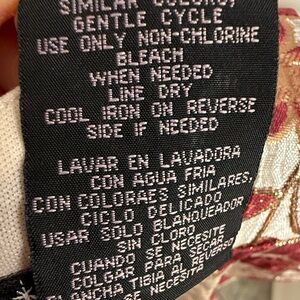 SIMILAR COLORS,
GENTLE CYCLE
USE ONLY NON-CHLORINE
BLEACH
WHEN NEEDED
LINE DRY
COOL IRON ON REVERSE
SIDE IF NEEDED
LAVAR EN LAVADORA
CON AGUA FRIA
CON COLORAES SIMILARES.
CICLO DELICADO
USAR SOLO BLANQUEADOR
SIN CLORO
CUANDO SE NECESITE
COLGAR PARA SECAR
PLANCHA TIBIA AL REVERSO
SE NECESITA